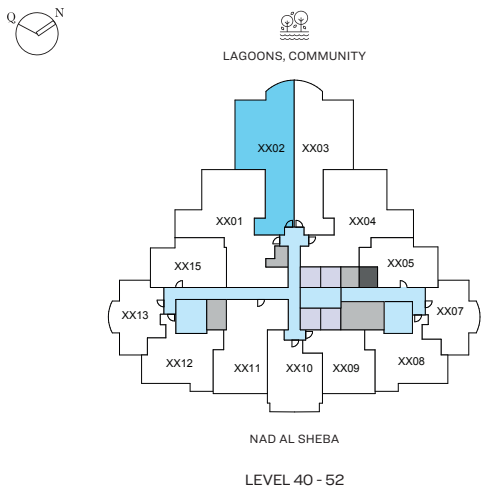 Q N
LAGOONS, COMMUNITY
XX02 XX03
XX01 XX04
XX15 XX05
XX13 XX07
XX12 XX11 XX10 XX09 XX08
NAD AL SHEBA
LEVEL 40 - 52